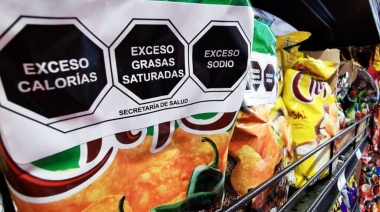 EXCESO
CALORÍAS
EXCESO
GRASAS
SATURADAS
EXCESO
SODIO
SECRETARÍA DE SALUD